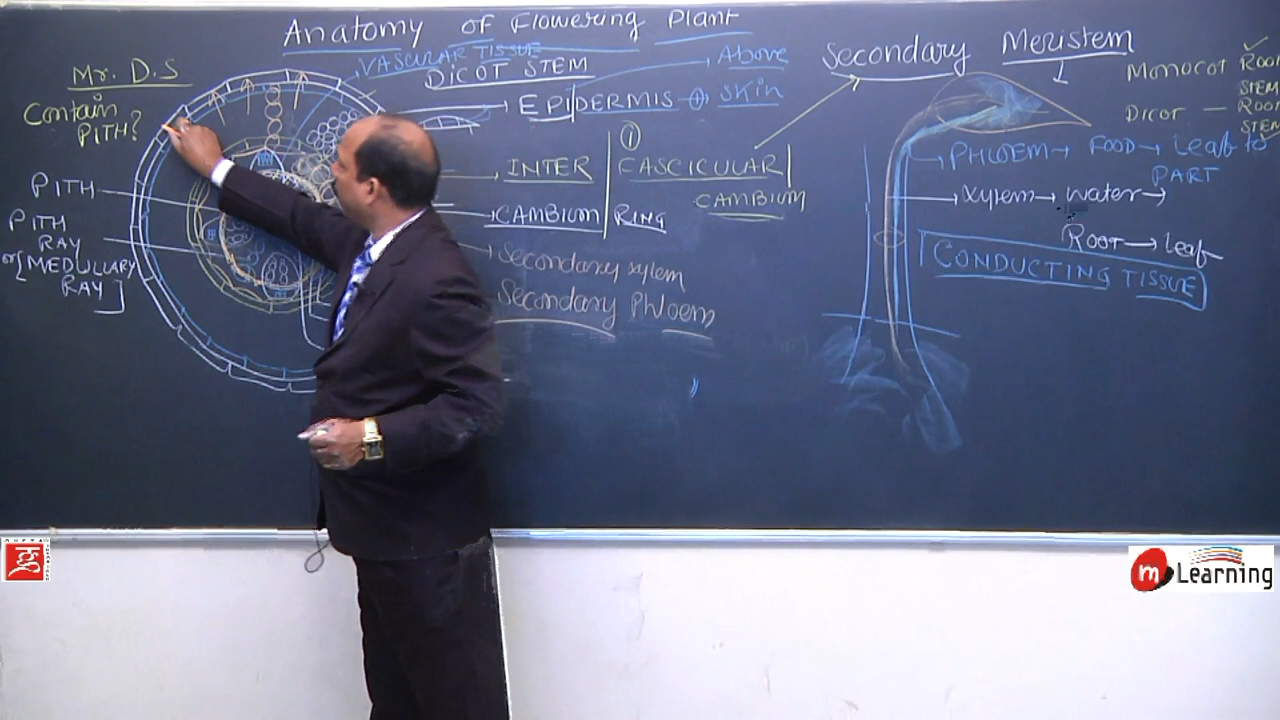 Anatomy of Flowering Plant
VASCULAR TISSUE
DICOT STEM
Mr. D.S
Contain
PITH?
PITH
PITH
RAY
or [MEDULLARY
RAY]
EPIDERMIS
Above
Skin
①
INTER FASCICULAR
CAMBIUM
CAMBIUM RING
Secondary xylem
Secondary Phloem
Secondary Meristem
Monocot Root
STEM
Dicot — Root
STEM
PHLOEM → FOOD → Leaf to
PART
Xylem → Water →
Root → Leaf
CONDUCTING TISSUE
m Learning